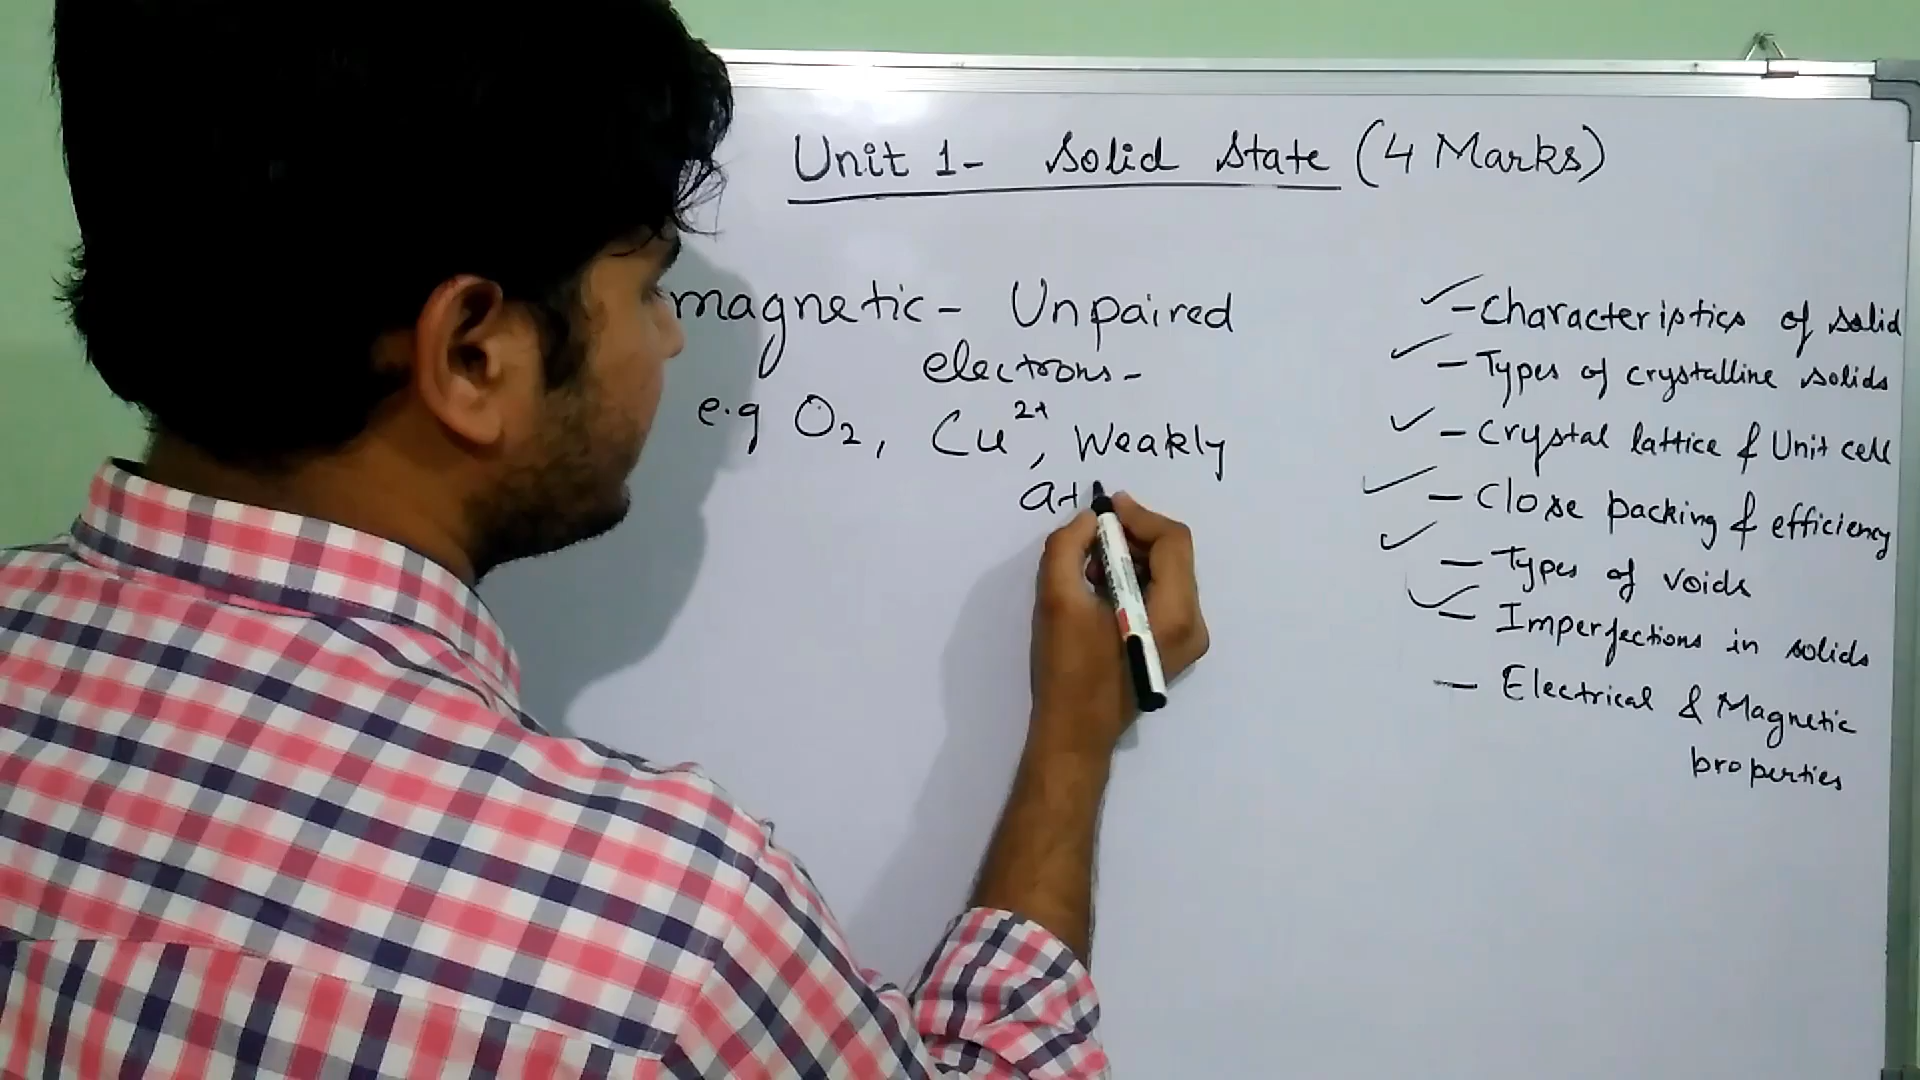 Unit 1- Solid State (4 Marks)
magnetic - Unpaired
electrons -
e.g O2, Cu2+, Weakly
att
- Characteristics of solid
- Types of crystalline solids
- Crystal lattice & Unit cell
- Close packing & efficiency
- Types of voids
- Imperfections in solids
- Electrical & Magnetic
properties